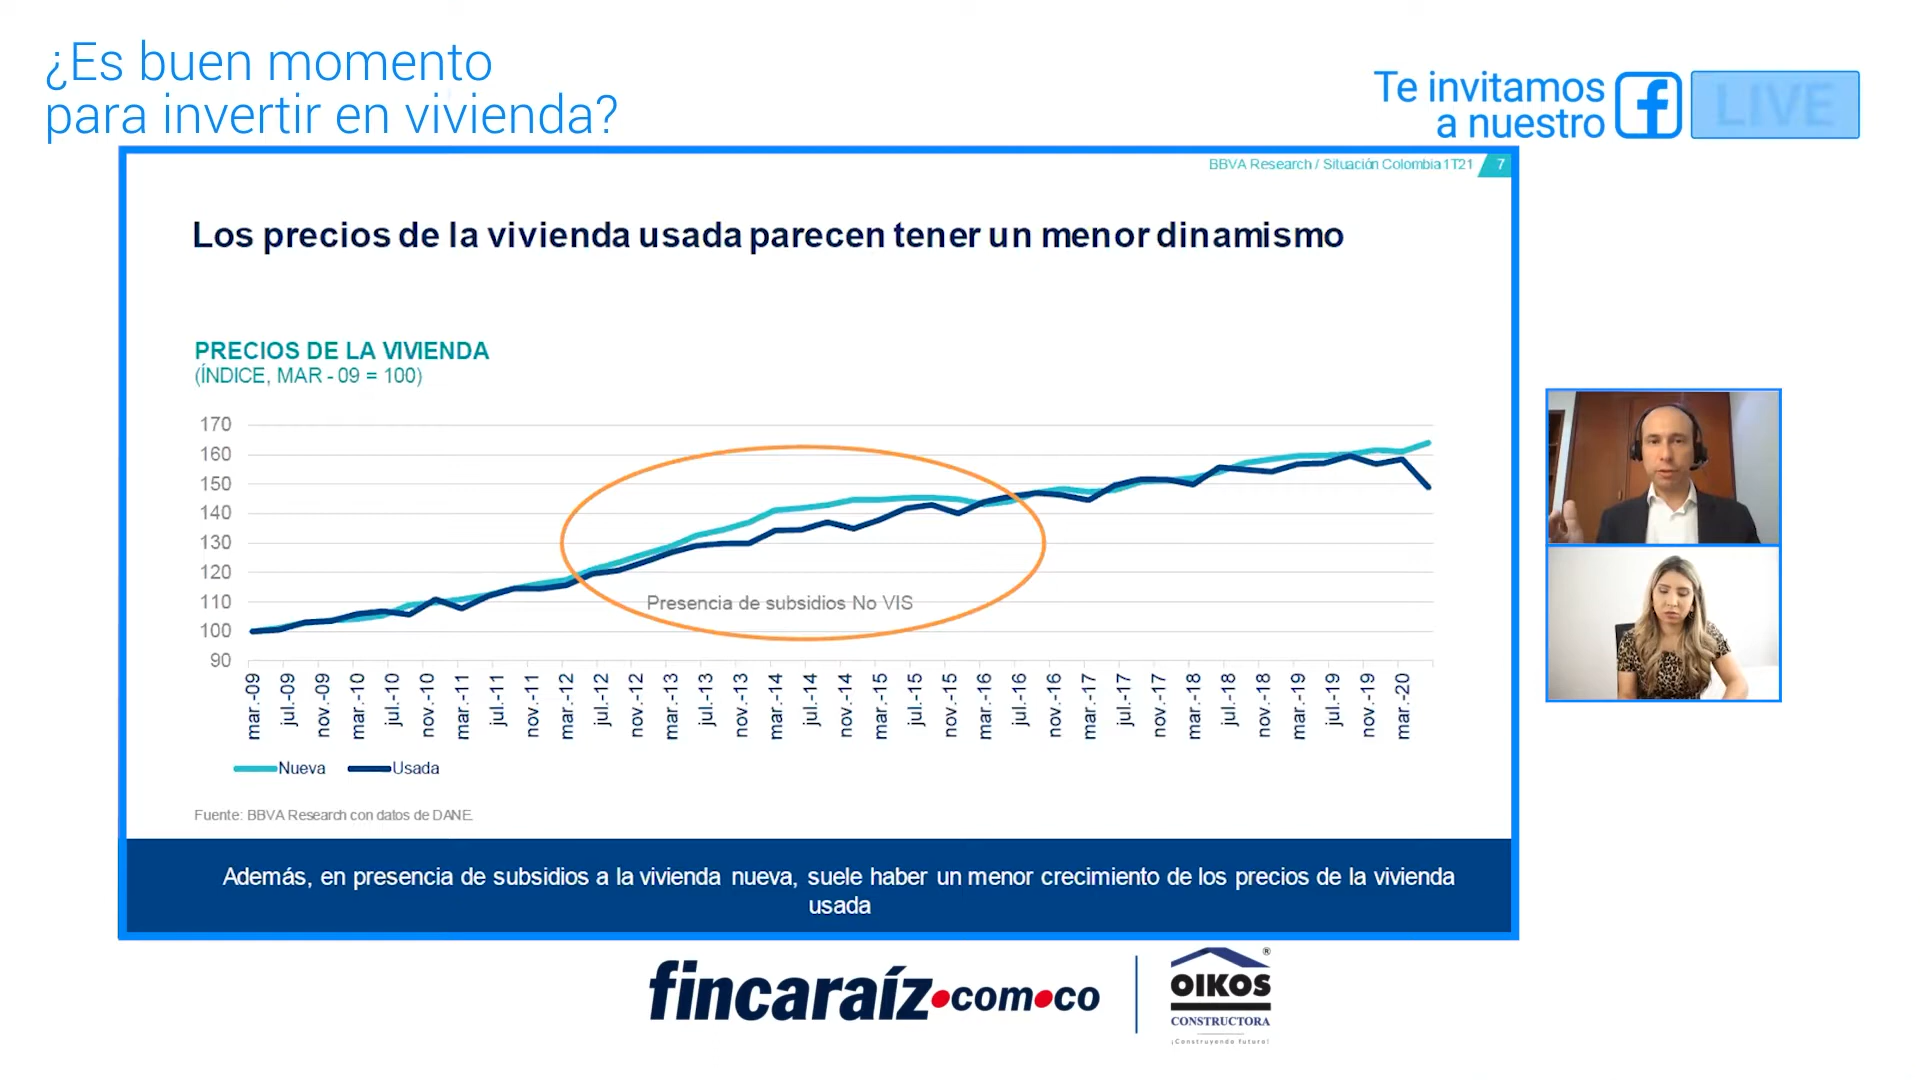 ¿Es buen momento
para invertir en vivienda?
Te invitamos
a nuestro
LIVE
BBVA Research / Situación Colombia 1T21
7
Los precios de la vivienda usada parecen tener un menor dinamismo
PRECIOS DE LA VIVIENDA
(ÍNDICE, MAR - 09 = 100)
170
160
150
140
130
120
110
100
90
Presencia de subsidios No VIS
mar.-09
jul.-09
nov.-09
mar.-10
jul.-10
nov.-10
mar.-11
jul.-11
nov.-11
mar.-12
jul.-12
nov.-12
mar.-13
jul.-13
nov.-13
mar.-14
jul.-14
nov.-14
mar.-15
jul.-15
nov.-15
mar.-16
jul.-16
nov.-16
mar.-17
jul.-17
nov.-17
mar.-18
jul.-18
nov.-18
mar.-19
jul.-19
nov.-19
mar.-20
Nueva
Usada
Fuente: BBVA Research con datos de DANE.
Además, en presencia de subsidios a la vivienda nueva, suele haber un menor crecimiento de los precios de la vivienda
usada
fincaraíz.com.co
OIKOS
®
CONSTRUCTORA
¡Construyendo futuro!